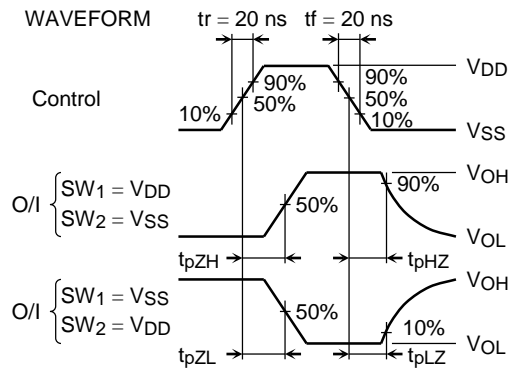 WAVEFORM tr = 20 ns tf = 20 ns
VDD
90% 90%
Control 50% 50%
10% 10%
VSS
VOH
90%
O/I { SW1 = VDD
SW2 = VSS
50%
VOL
tpZH tpHZ
VOH
O/I { SW1 = VSS
SW2 = VDD
50%
10%
VOL
tpZL tpLZ